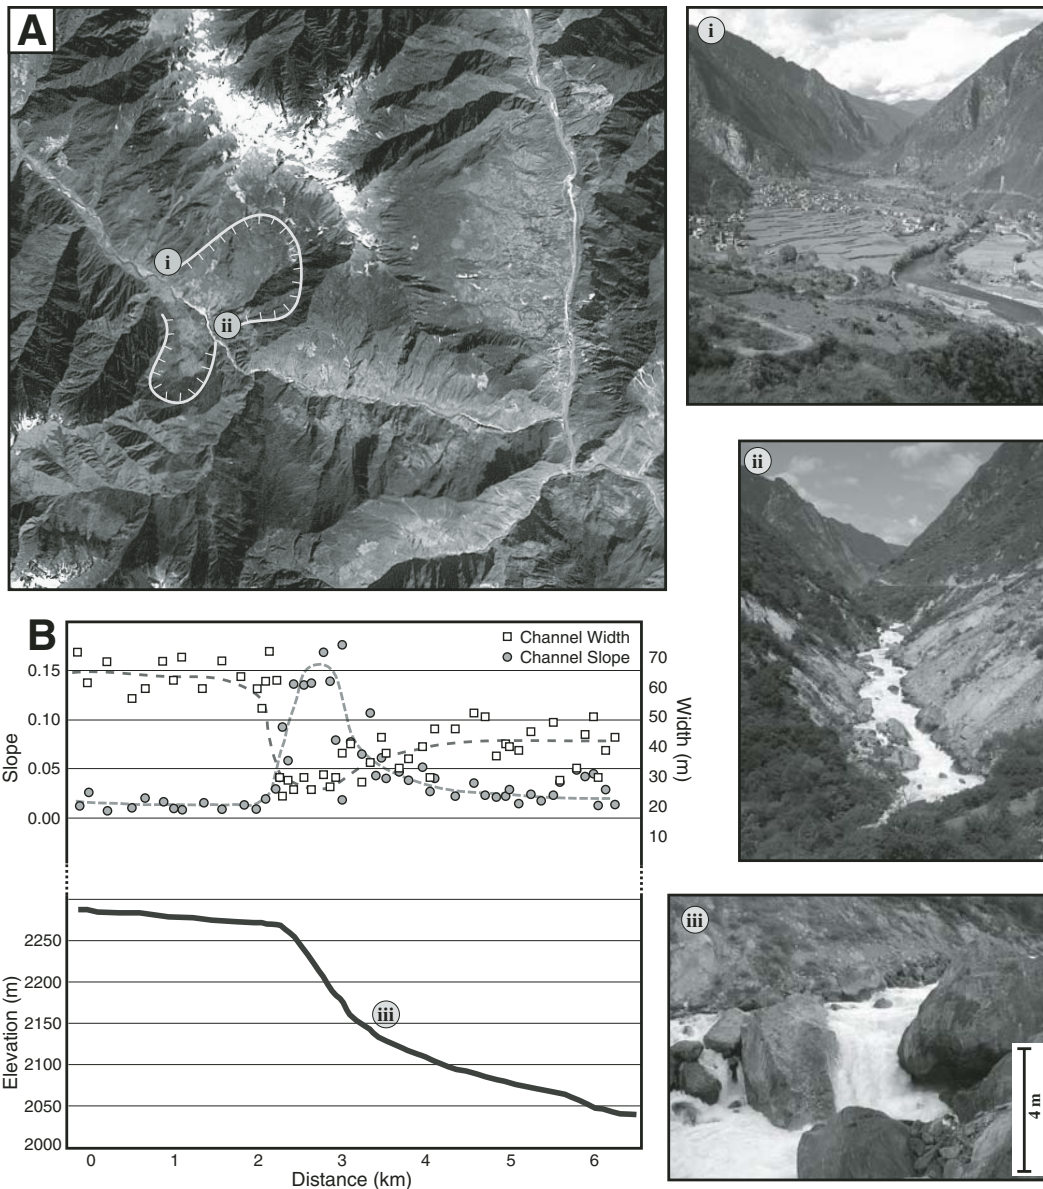 A
i
ii
i
ii
B
Channel Width
Channel Slope
0.15
0.10
0.05
0.00
Slope
70
60
50
40
30
20
10
Width (m)
2250
2200
2150
2100
2050
2000
Elevation (m)
iii
0 1 2 3 4 5 6
Distance (km)
iii
4 m